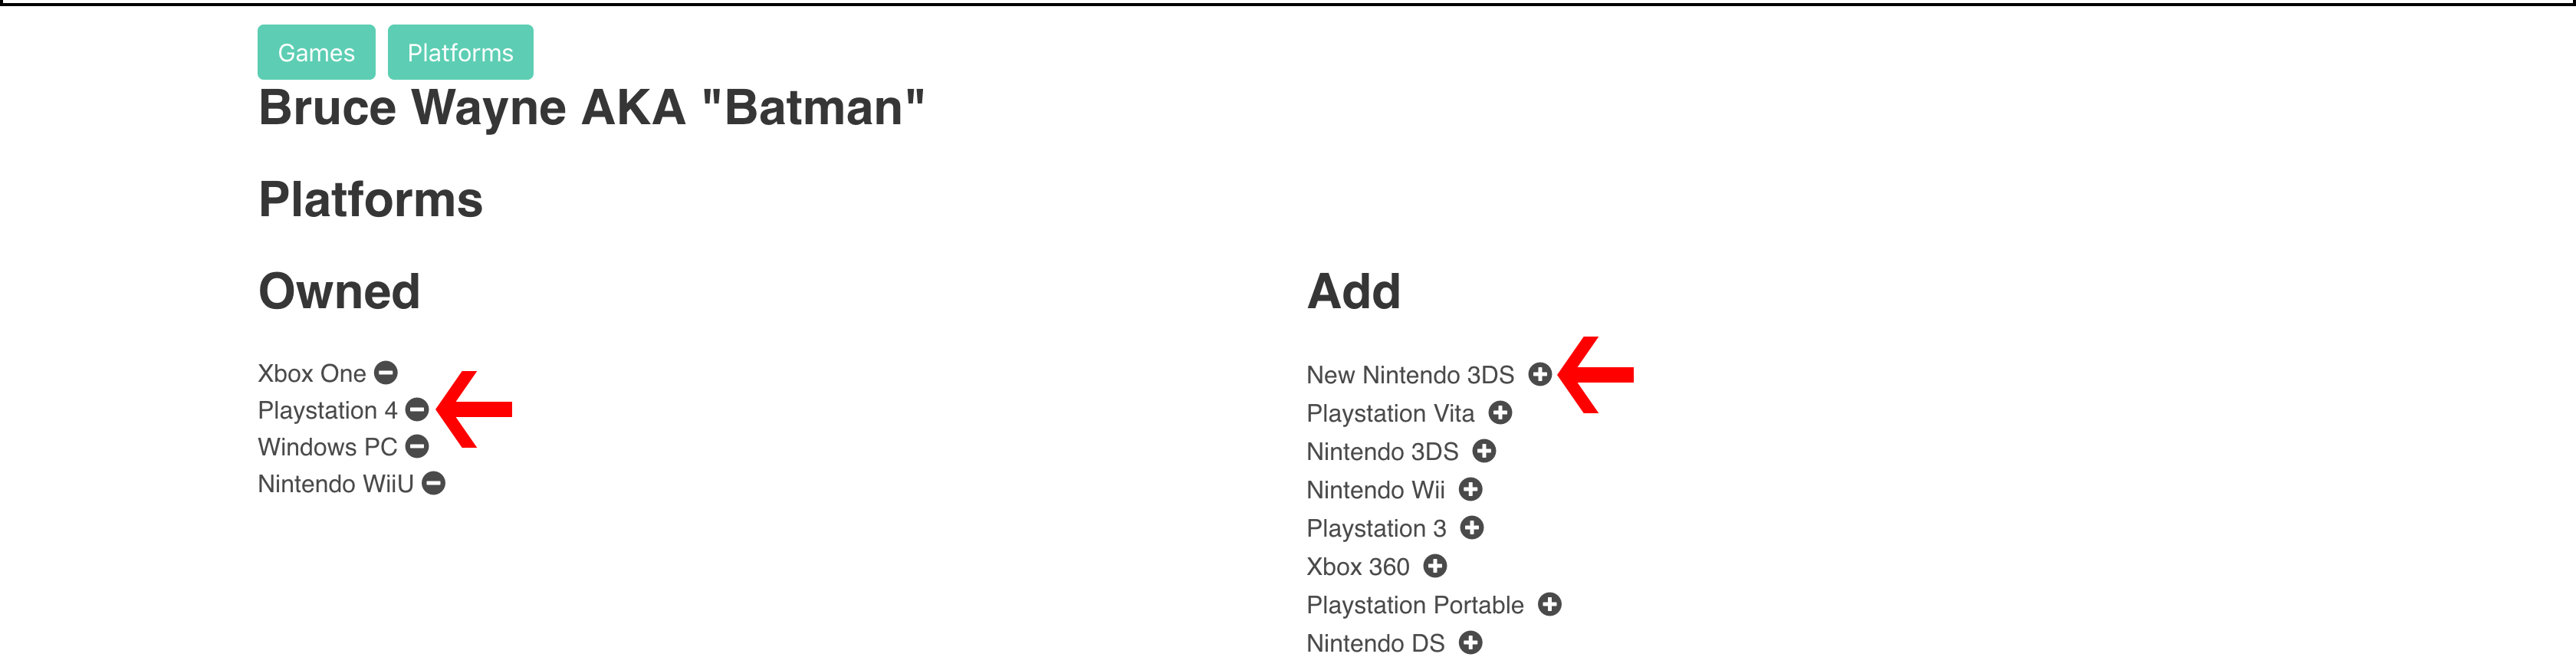 Games Platforms
Bruce Wayne AKA "Batman"
Platforms
Owned
Xbox One
Playstation 4
Windows PC
Nintendo WiiU
Add
New Nintendo 3DS
Playstation Vita
Nintendo 3DS
Nintendo Wii
Playstation 3
Xbox 360
Playstation Portable
Nintendo DS